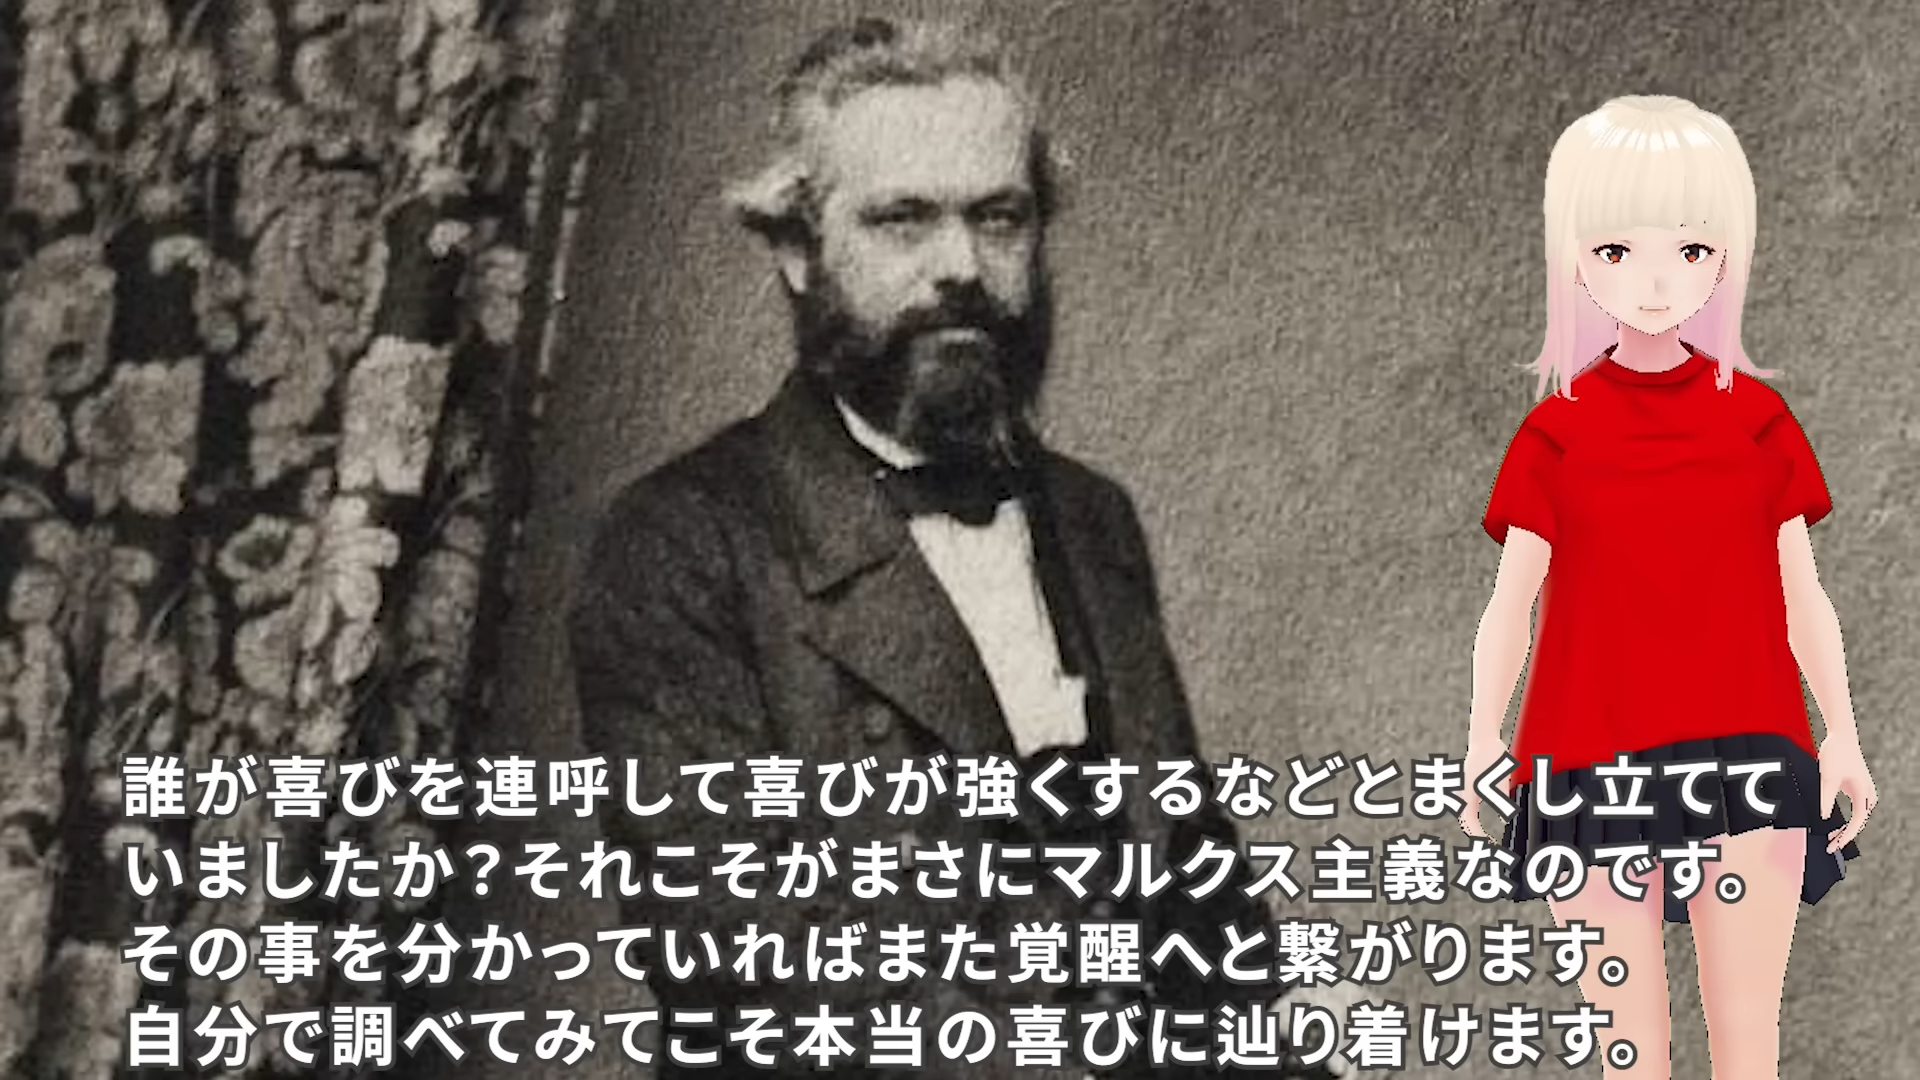 誰が喜びを連呼して喜びが強くするなどとまくし立てて
いましたか？それこそがまさにマルクス主義なのです。
その事を分かっていればまた覚醒へと繋がります。
自分で調べてみてこそ本当の喜びに辿り着けます。